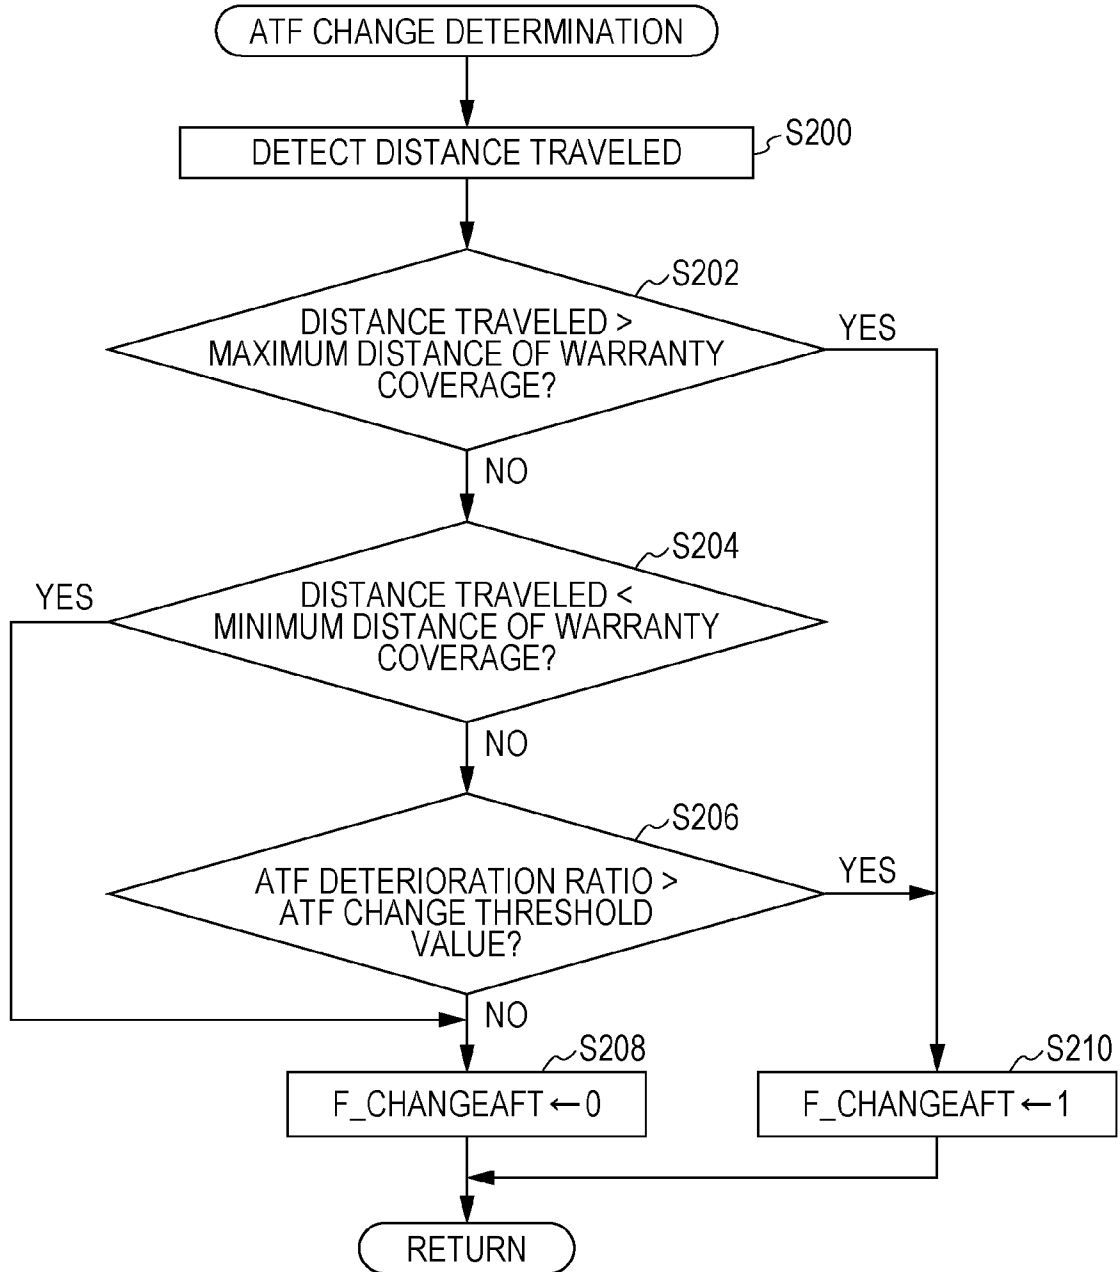 ATF CHANGE DETERMINATION
S200
DETECT DISTANCE TRAVELED
S202
DISTANCE TRAVELED >
MAXIMUM DISTANCE OF WARRANTY
COVERAGE?
YES
NO
S204
YES
DISTANCE TRAVELED <
MINIMUM DISTANCE OF WARRANTY
COVERAGE?
NO
S206
ATF DETERIORATION RATIO >
ATF CHANGE THRESHOLD
VALUE?
YES
NO
S208
F_CHANGEAFT ← 0
S210
F_CHANGEAFT ← 1
RETURN